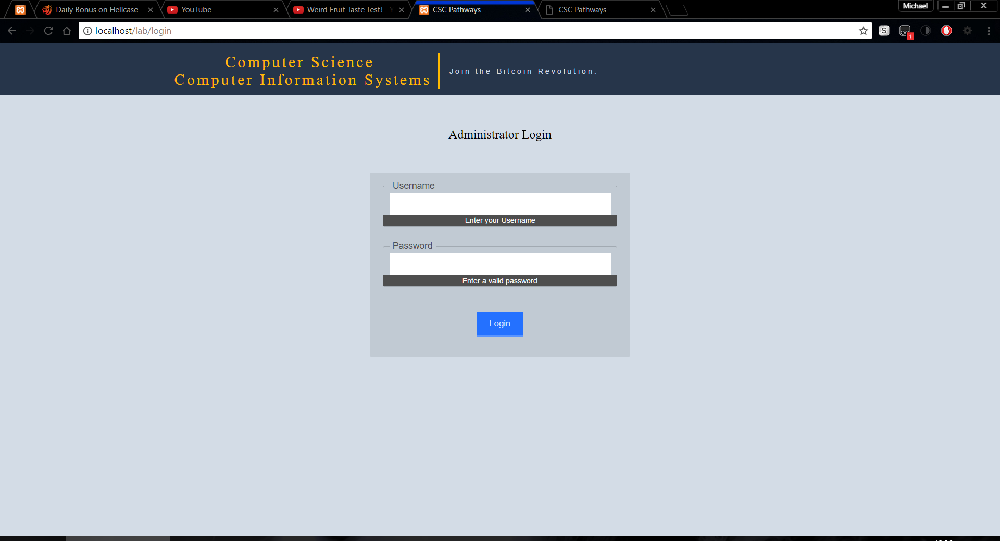 Daily Bonus on Hellcase
YouTube
Weird Fruit Taste Test! -
CSC Pathways
CSC Pathways
Michael
localhost/lab/login
S
1
Computer Science
Computer Information Systems
Join the Bitcoin Revolution.
Administrator Login
Username
Enter your Username
Password
Enter a valid password
Login